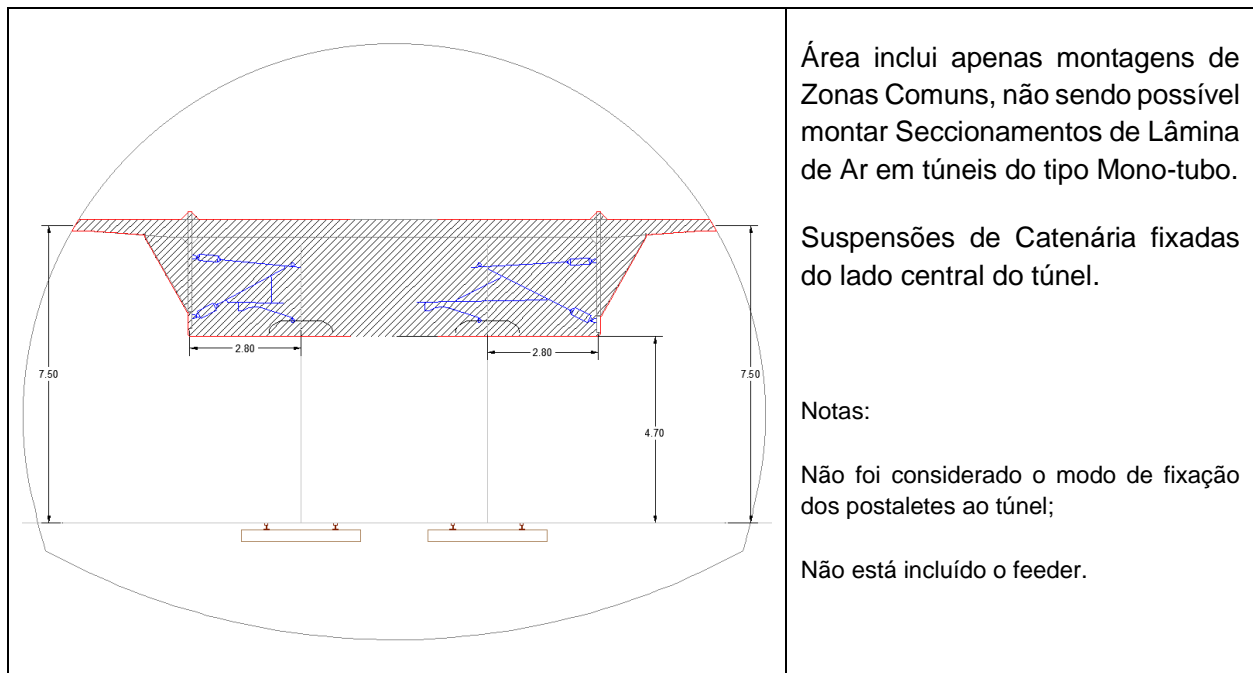 Área inclui apenas montagens de
Zonas Comuns, não sendo possível
montar Seccionamentos de Lâmina
de Ar em túneis do tipo Mono-tubo.
Suspensões de Catenária fixadas
do lado central do túnel.
2.80
2.80
7.50
7.50
4.70
Notas:
Não foi considerado o modo de fixação
dos postaletes ao túnel;
Não está incluído o feeder.